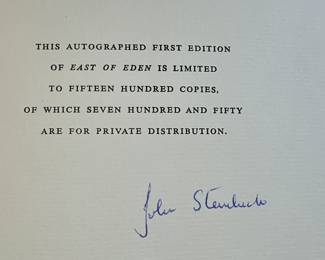 THIS AUTOGRAPHED FIRST EDITION
OF EAST OF EDEN IS LIMITED
TO FIFTEEN HUNDRED COPIES,
OF WHICH SEVEN HUNDRED AND FIFTY
ARE FOR PRIVATE DISTRIBUTION.
John Steinbeck